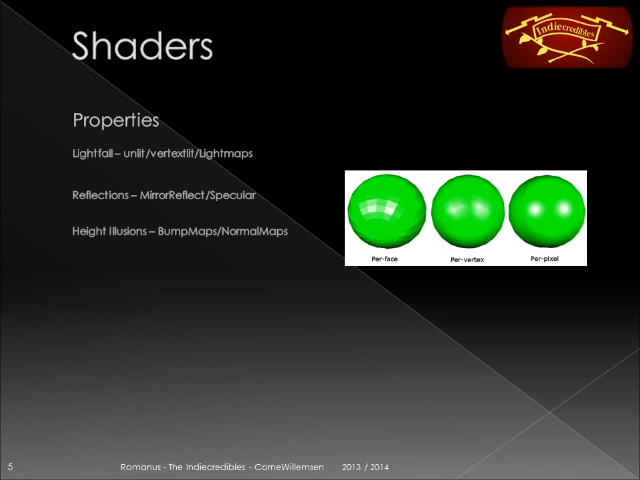 Shaders
Indiecredibles
Properties
Lightfall – unlit/vertextlit/Lightmaps
Reflections – MirrorReflect/Specular
Height Illusions – BumpMaps/NormalMaps
Per-face Per-vertex Per-pixel
5 Romanus - The Indiecredibles - CorneWillemsen 2013 / 2014